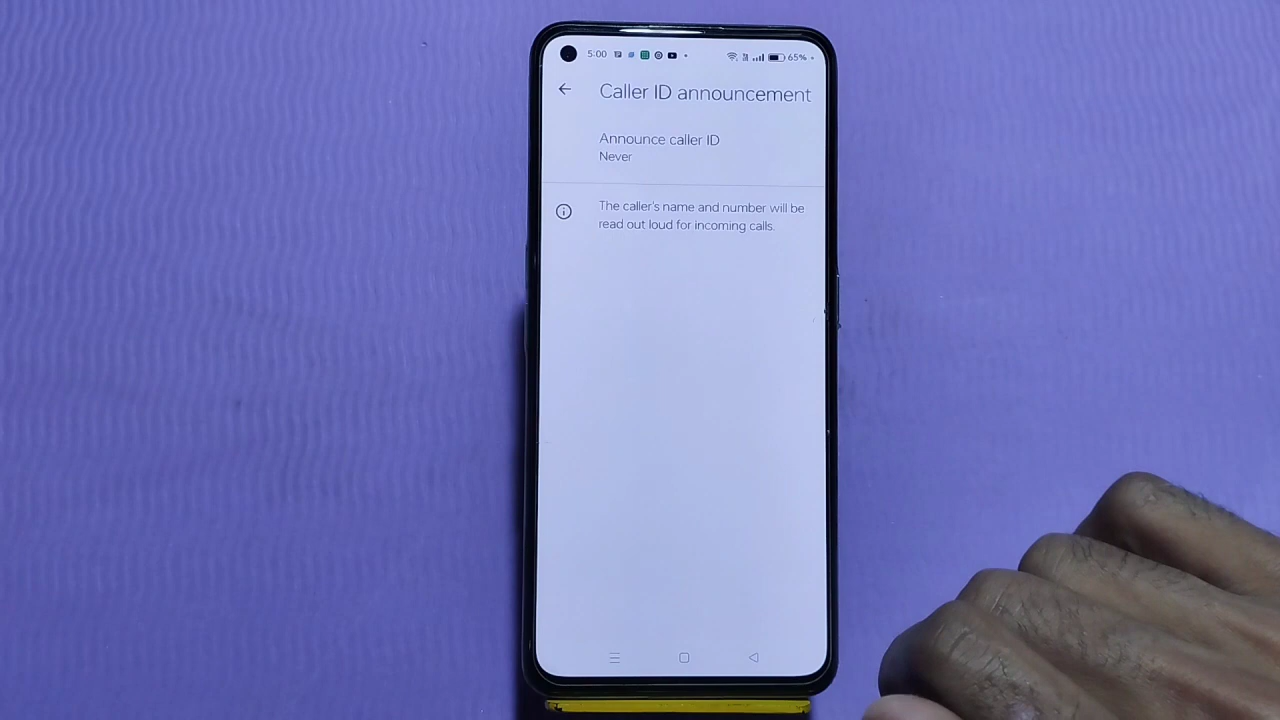 5:00 65%
Caller ID announcement
Announce caller ID
Never
The caller's name and number will be
read out loud for incoming calls.